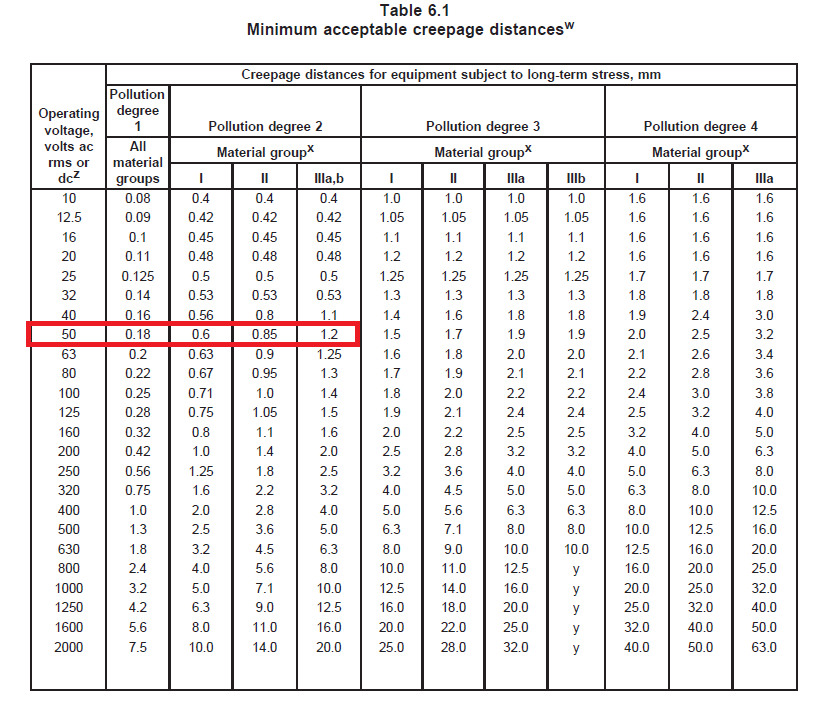 Table 6.1
Minimum acceptable creepage distancesw
Operating voltage, volts ac rms or dcz
Creepage distances for equipment subject to long-term stress, mm
Pollution degree 1 Pollution degree 2 Pollution degree 3 Pollution degree 4
All material groups Material groupx Material groupx Material groupx
I II IIIa,b I II IIIa IIIb I II IIIa
10 0.08 0.4 0.4 0.4 1.0 1.0 1.0 1.0 1.6 1.6 1.6
12.5 0.09 0.42 0.42 0.42 1.05 1.05 1.05 1.05 1.6 1.6 1.6
16 0.1 0.45 0.45 0.45 1.1 1.1 1.1 1.1 1.6 1.6 1.6
20 0.11 0.48 0.48 0.48 1.2 1.2 1.2 1.2 1.6 1.6 1.6
25 0.125 0.5 0.5 0.5 1.25 1.25 1.25 1.25 1.7 1.7 1.7
32 0.14 0.53 0.53 0.53 1.3 1.3 1.3 1.3 1.8 1.8 1.8
40 0.16 0.56 0.8 1.1 1.4 1.6 1.8 1.8 1.9 2.4 3.0
50 0.18 0.6 0.85 1.2 1.5 1.7 1.9 1.9 2.0 2.5 3.2
63 0.2 0.63 0.9 1.25 1.6 1.8 2.0 2.0 2.1 2.6 3.4
80 0.22 0.67 0.95 1.3 1.7 1.9 2.1 2.1 2.2 2.8 3.6
100 0.25 0.71 1.0 1.4 1.8 2.0 2.2 2.2 2.4 3.0 3.8
125 0.28 0.75 1.05 1.5 1.9 2.1 2.4 2.4 2.5 3.2 4.0
160 0.32 0.8 1.1 1.6 2.0 2.2 2.5 2.5 3.2 4.0 5.0
200 0.42 1.0 1.4 2.0 2.5 2.8 3.2 3.2 4.0 5.0 6.3
250 0.56 1.25 1.8 2.5 3.2 3.6 4.0 4.0 5.0 6.3 8.0
320 0.75 1.6 2.2 3.2 4.0 4.5 5.0 5.0 6.3 8.0 10.0
400 1.0 2.0 2.8 4.0 5.0 5.6 6.3 6.3 8.0 10.0 12.5
500 1.3 2.5 3.6 5.0 6.3 7.1 8.0 8.0 10.0 12.5 16.0
630 1.8 3.2 4.5 6.3 8.0 9.0 10.0 10.0 12.5 16.0 20.0
800 2.4 4.0 5.6 8.0 10.0 11.0 12.5 y 16.0 20.0 25.0
1000 3.2 5.0 7.1 10.0 12.5 14.0 16.0 y 20.0 25.0 32.0
1250 4.2 6.3 9.0 12.5 16.0 18.0 20.0 y 25.0 32.0 40.0
1600 5.6 8.0 11.0 16.0 20.0 22.0 25.0 y 32.0 40.0 50.0
2000 7.5 10.0 14.0 20.0 25.0 28.0 32.0 y 40.0 50.0 63.0